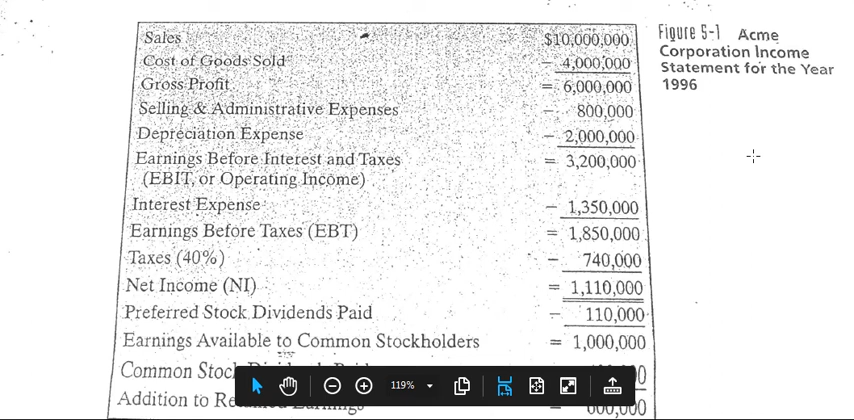 Figure 5-1 Acme
Corporation Income
Statement for the Year
1996
Sales $10,000,000
Cost of Goods Sold − 4,000,000
Gross Profit = 6,000,000
Selling & Administrative Expenses − 800,000
Depreciation Expense − 2,000,000
Earnings Before Interest and Taxes = 3,200,000
(EBIT, or Operating Income)
Interest Expense − 1,350,000
Earnings Before Taxes (EBT) = 1,850,000
Taxes (40%) − 740,000
Net Income (NI) = 1,110,000
Preferred Stock Dividends Paid − 110,000
Earnings Available to Common Stockholders = 1,000,000
Common Stock
Addition to = 600,000
119%